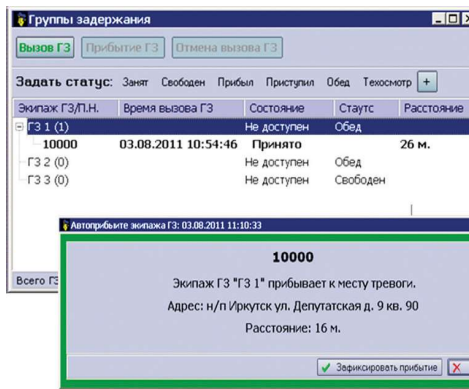 Группы задержания
Вызов ГЗ Прибытие ГЗ Отмена вызова ГЗ
Задать статус: Занят Свободен Прибыл Приступил Обед Техосмотр +
Экипаж ГЗ/П.Н. Время вызова ГЗ Состояние Стаутс Расстояние
ГЗ 1 (1) Не доступен Обед
10000 03.08.2011 10:54:46 Принято 26 м.
ГЗ 2 (0) Не доступен Обед
ГЗ 3 (0) Не доступен Свободен
Автоприбытие экипажа ГЗ: 03.08.2011 11:10:33
10000
Экипаж ГЗ "ГЗ 1" прибывает к месту тревоги.
Адрес: н/п Иркутск ул. Депутатская д. 9 кв. 90
Расстояние: 16 м.
Всего ГЗ
Зафиксировать прибытие